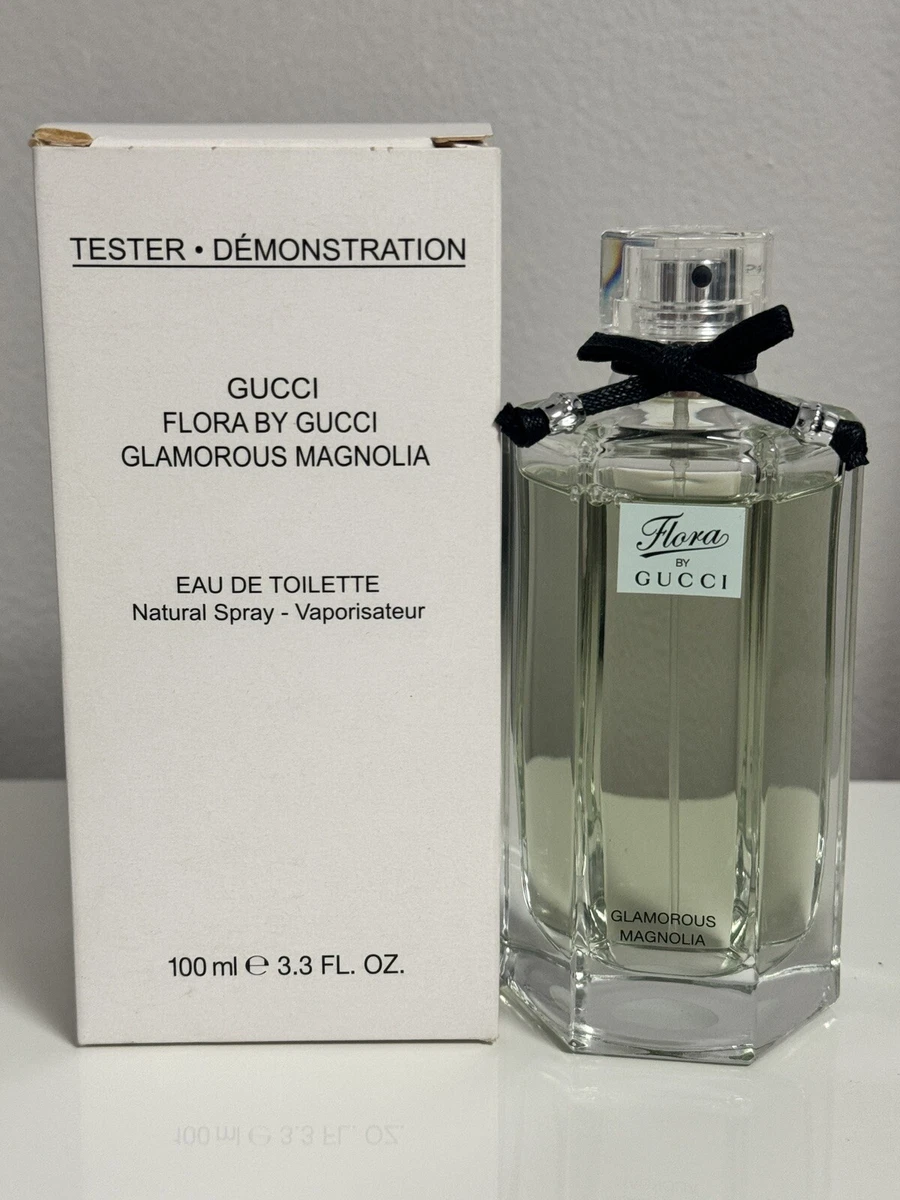 TESTER • DÉMONSTRATION
GUCCI
FLORA BY GUCCI
GLAMOROUS MAGNOLIA
EAU DE TOILETTE
Natural Spray - Vaporisateur
100 ml ℮ 3.3 FL. OZ.
Flora
BY
GUCCI
GLAMOROUS
MAGNOLIA